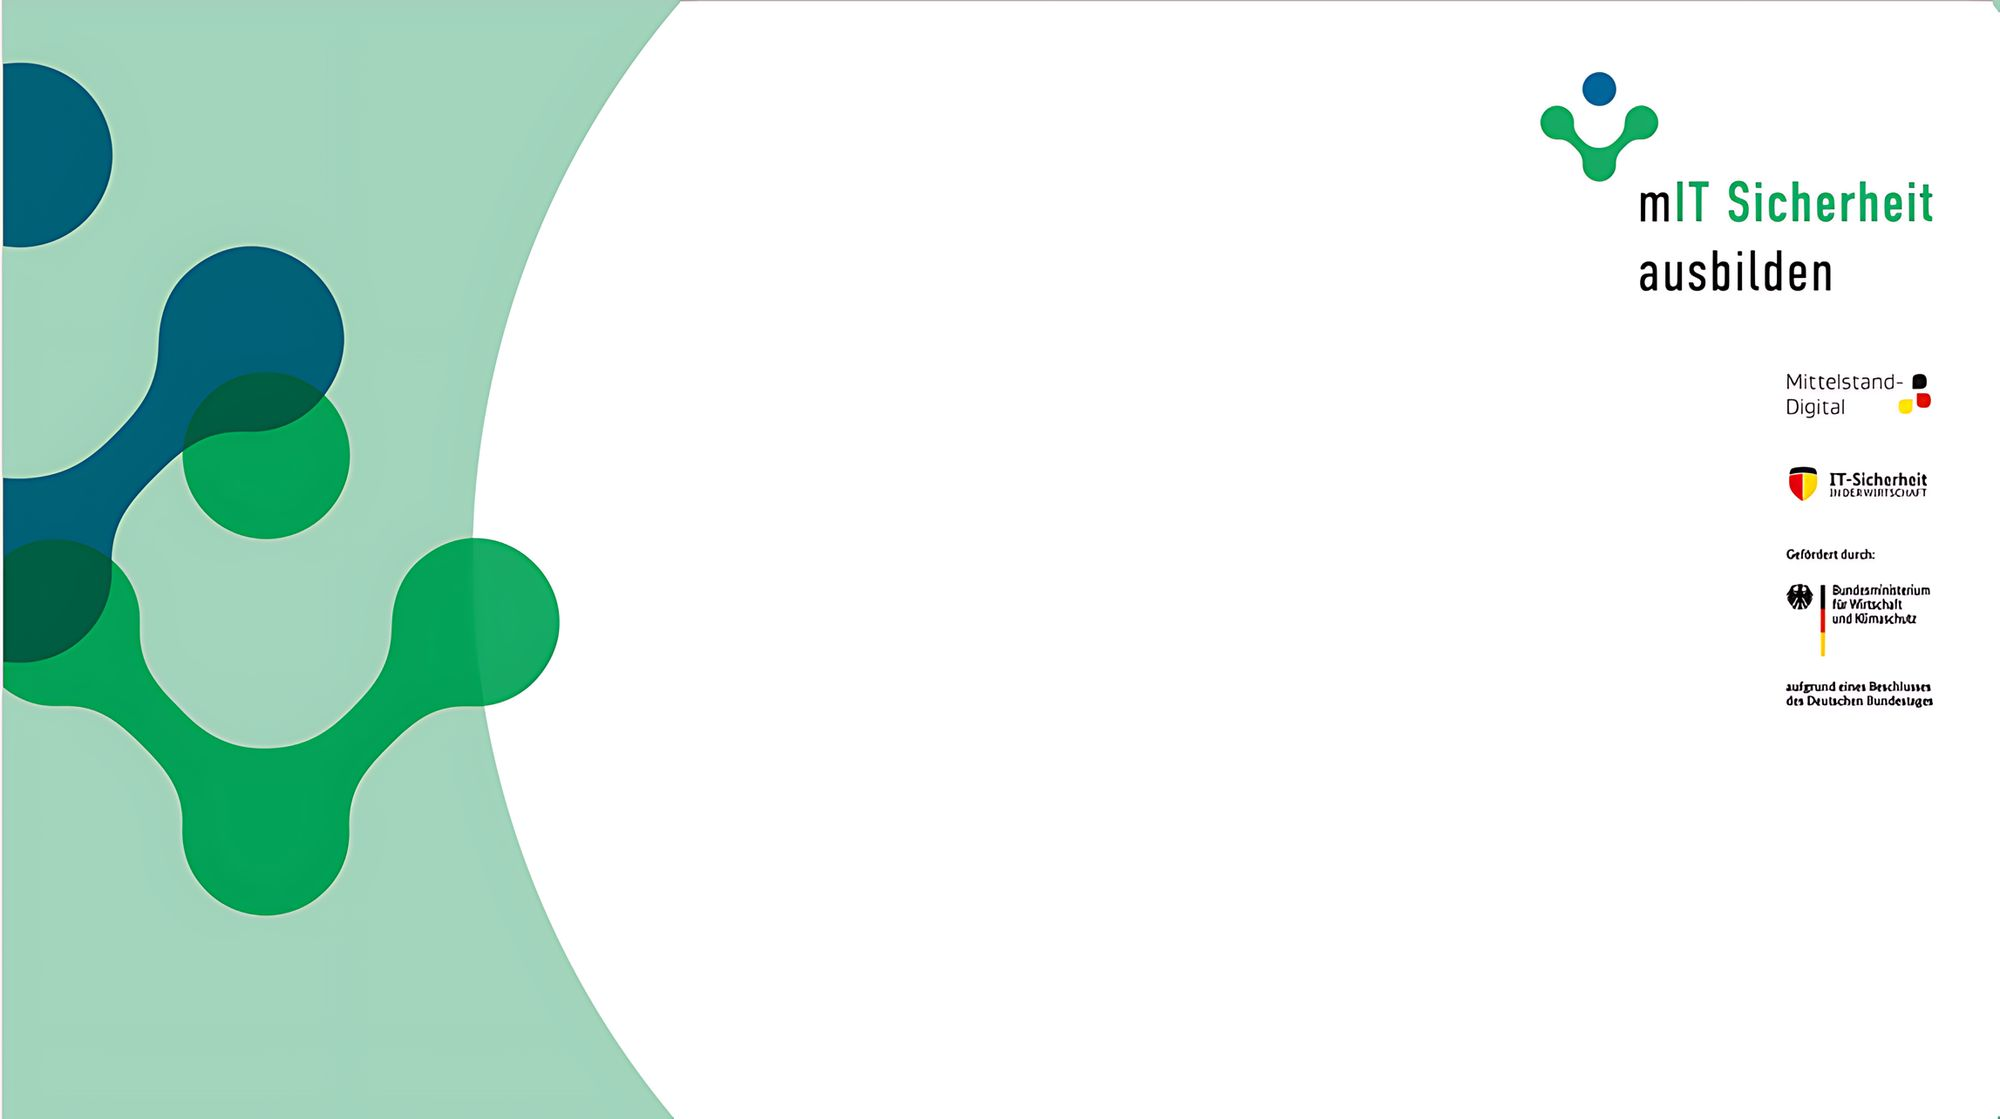 mIT Sicherheit
ausbilden
Mittelstand-
Digital
IT-Sicherheit
IN DER WIRTSCHAFT
Gefördert durch:
Bundesministerium
für Wirtschaft
und Klimaschutz
aufgrund eines Beschlusses
des Deutschen Bundestages